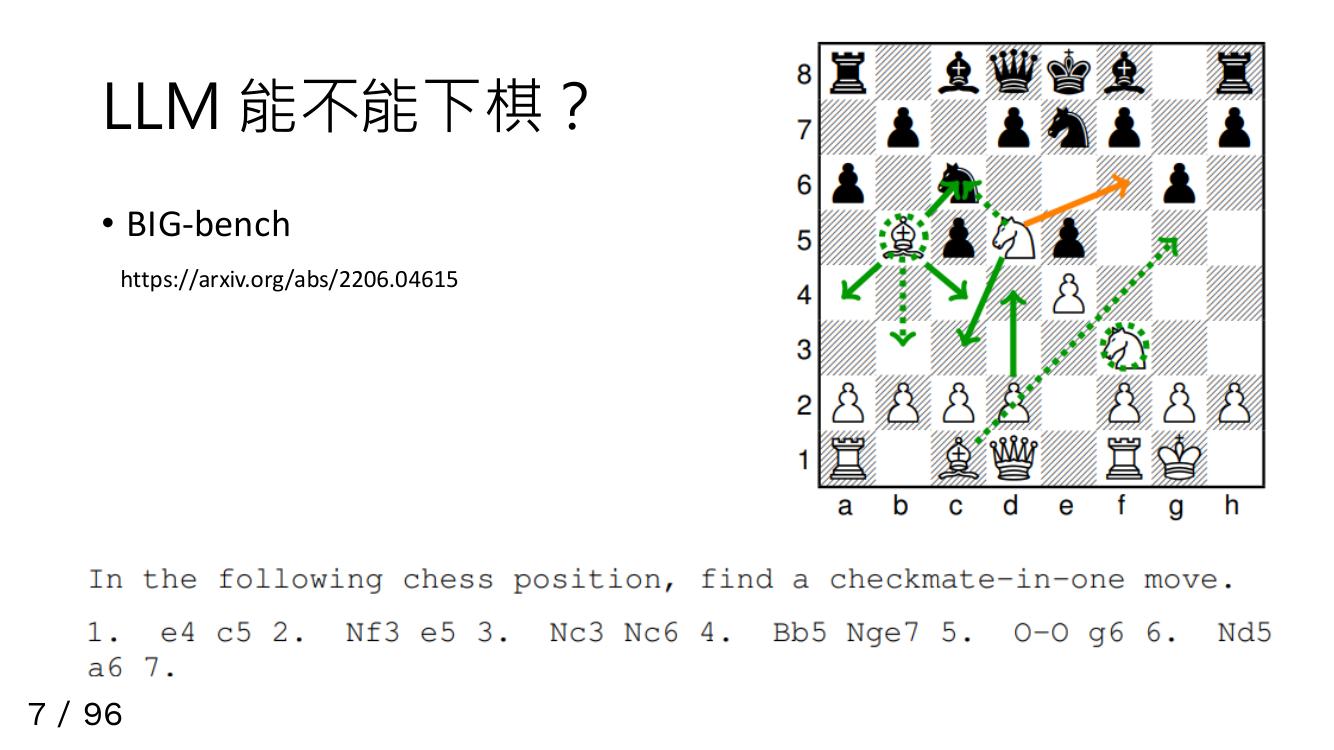 LLM 能不能下棋？
• BIG-bench
https://arxiv.org/abs/2206.04615
8
7
6
5
4
3
2
1
a b c d e f g h
In the following chess position, find a checkmate-in-one move.
1. e4 c5 2. Nf3 e5 3. Nc3 Nc6 4. Bb5 Nge7 5. O-O g6 6. Nd5
a6 7.
7 / 96